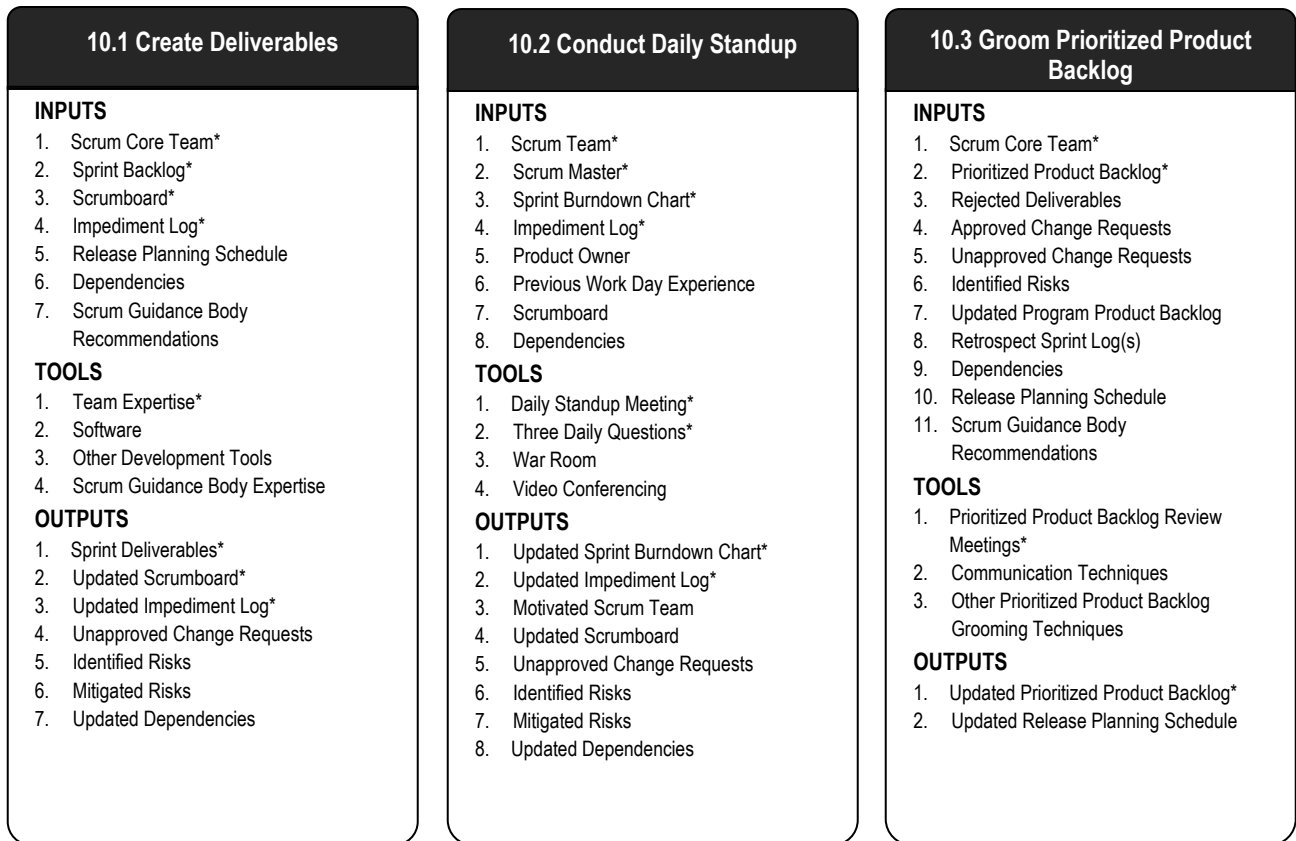 10.1 Create Deliverables
INPUTS
1. Scrum Core Team*
2. Sprint Backlog*
3. Scrumboard*
4. Impediment Log*
5. Release Planning Schedule
6. Dependencies
7. Scrum Guidance Body
Recommendations
TOOLS
1. Team Expertise*
2. Software
3. Other Development Tools
4. Scrum Guidance Body Expertise
OUTPUTS
1. Sprint Deliverables*
2. Updated Scrumboard*
3. Updated Impediment Log*
4. Unapproved Change Requests
5. Identified Risks
6. Mitigated Risks
7. Updated Dependencies
10.2 Conduct Daily Standup
INPUTS
1. Scrum Team*
2. Scrum Master*
3. Sprint Burndown Chart*
4. Impediment Log*
5. Product Owner
6. Previous Work Day Experience
7. Scrumboard
8. Dependencies
TOOLS
1. Daily Standup Meeting*
2. Three Daily Questions*
3. War Room
4. Video Conferencing
OUTPUTS
1. Updated Sprint Burndown Chart*
2. Updated Impediment Log*
3. Motivated Scrum Team
4. Updated Scrumboard
5. Unapproved Change Requests
6. Identified Risks
7. Mitigated Risks
8. Updated Dependencies
10.3 Groom Prioritized Product
Backlog
INPUTS
1. Scrum Core Team*
2. Prioritized Product Backlog*
3. Rejected Deliverables
4. Approved Change Requests
5. Unapproved Change Requests
6. Identified Risks
7. Updated Program Product Backlog
8. Retrospect Sprint Log(s)
9. Dependencies
10. Release Planning Schedule
11. Scrum Guidance Body
Recommendations
TOOLS
1. Prioritized Product Backlog Review
Meetings*
2. Communication Techniques
3. Other Prioritized Product Backlog
Grooming Techniques
OUTPUTS
1. Updated Prioritized Product Backlog*
2. Updated Release Planning Schedule